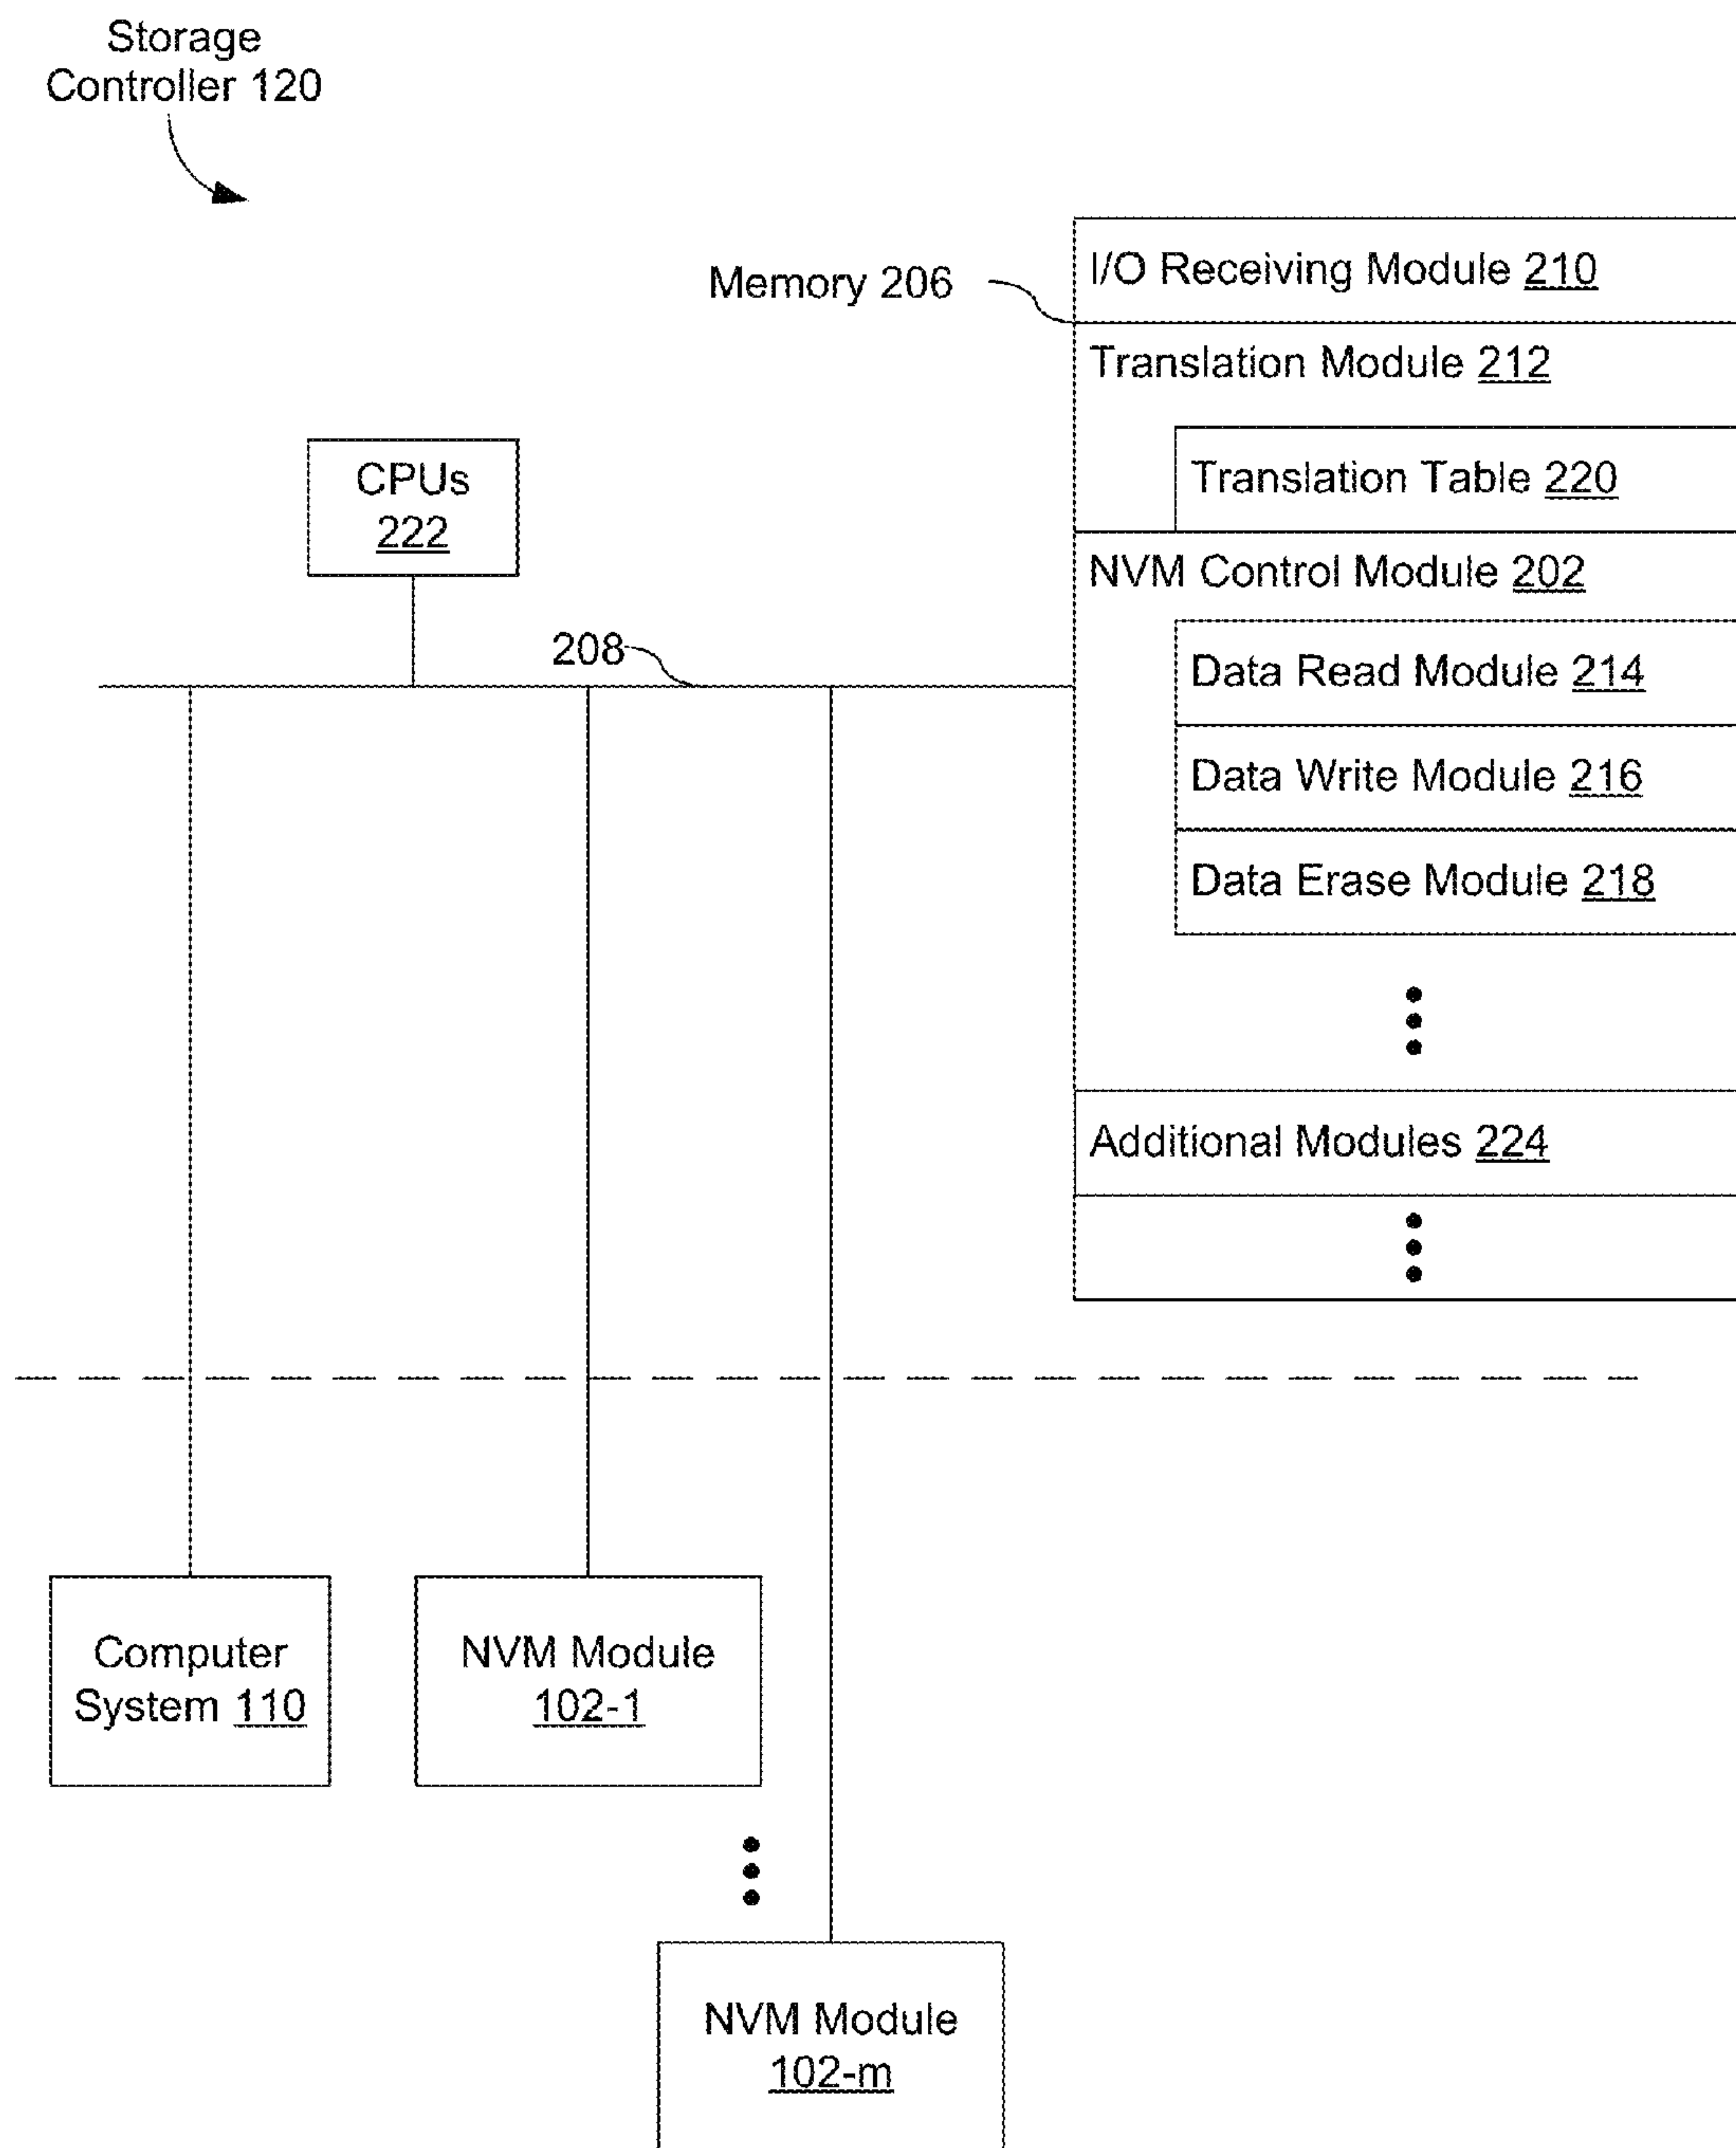 Storage
Controller 120
Memory 206
I/O Receiving Module 210
Translation Module 212
Translation Table 220
CPUs
222
NVM Control Module 202
208
Data Read Module 214
Data Write Module 216
Data Erase Module 218
Additional Modules 224
Computer
System 110
NVM Module
102-1
NVM Module
102-m